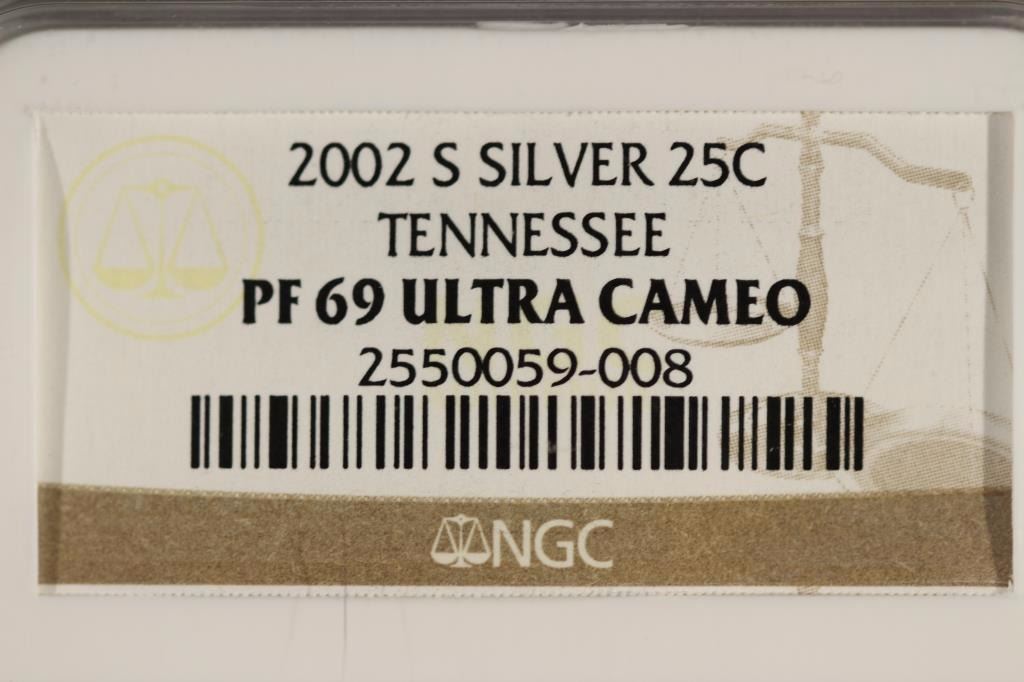 2002 S SILVER 25C
TENNESSEE
PF 69 ULTRA CAMEO
2550059-008
NGC